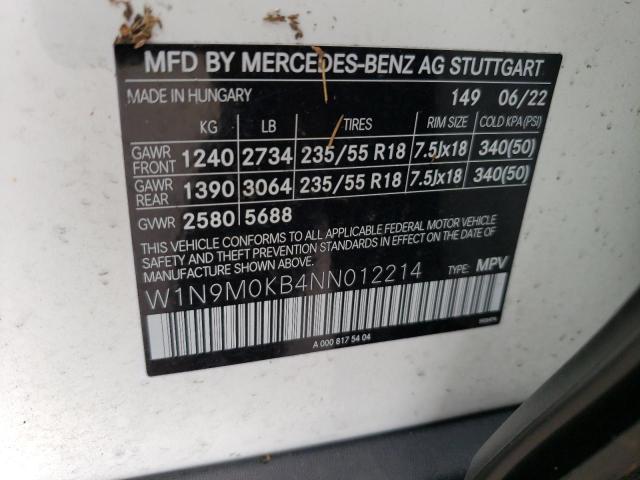 MFD BY MERCEDES-BENZ AG STUTTGART
MADE IN HUNGARY 149 06/22
KG LB TIRES RIM SIZE COLD KPA(PSI)
GAWR FRONT 1240 2734 235/55 R18 7.5Jx18 340(50)
GAWR REAR 1390 3064 235/55 R18 7.5Jx18 340(50)
GVWR 2580 5688
THIS VEHICLE CONFORMS TO ALL APPLICABLE FEDERAL MOTOR VEHICLE
SAFETY AND THEFT PREVENTION STANDARDS IN EFFECT ON THE DATE
OF MANUFACTURE SHOWN ABOVE.
W1N9M0KB4NN012214 TYPE: MPV
A 000 817 54 04